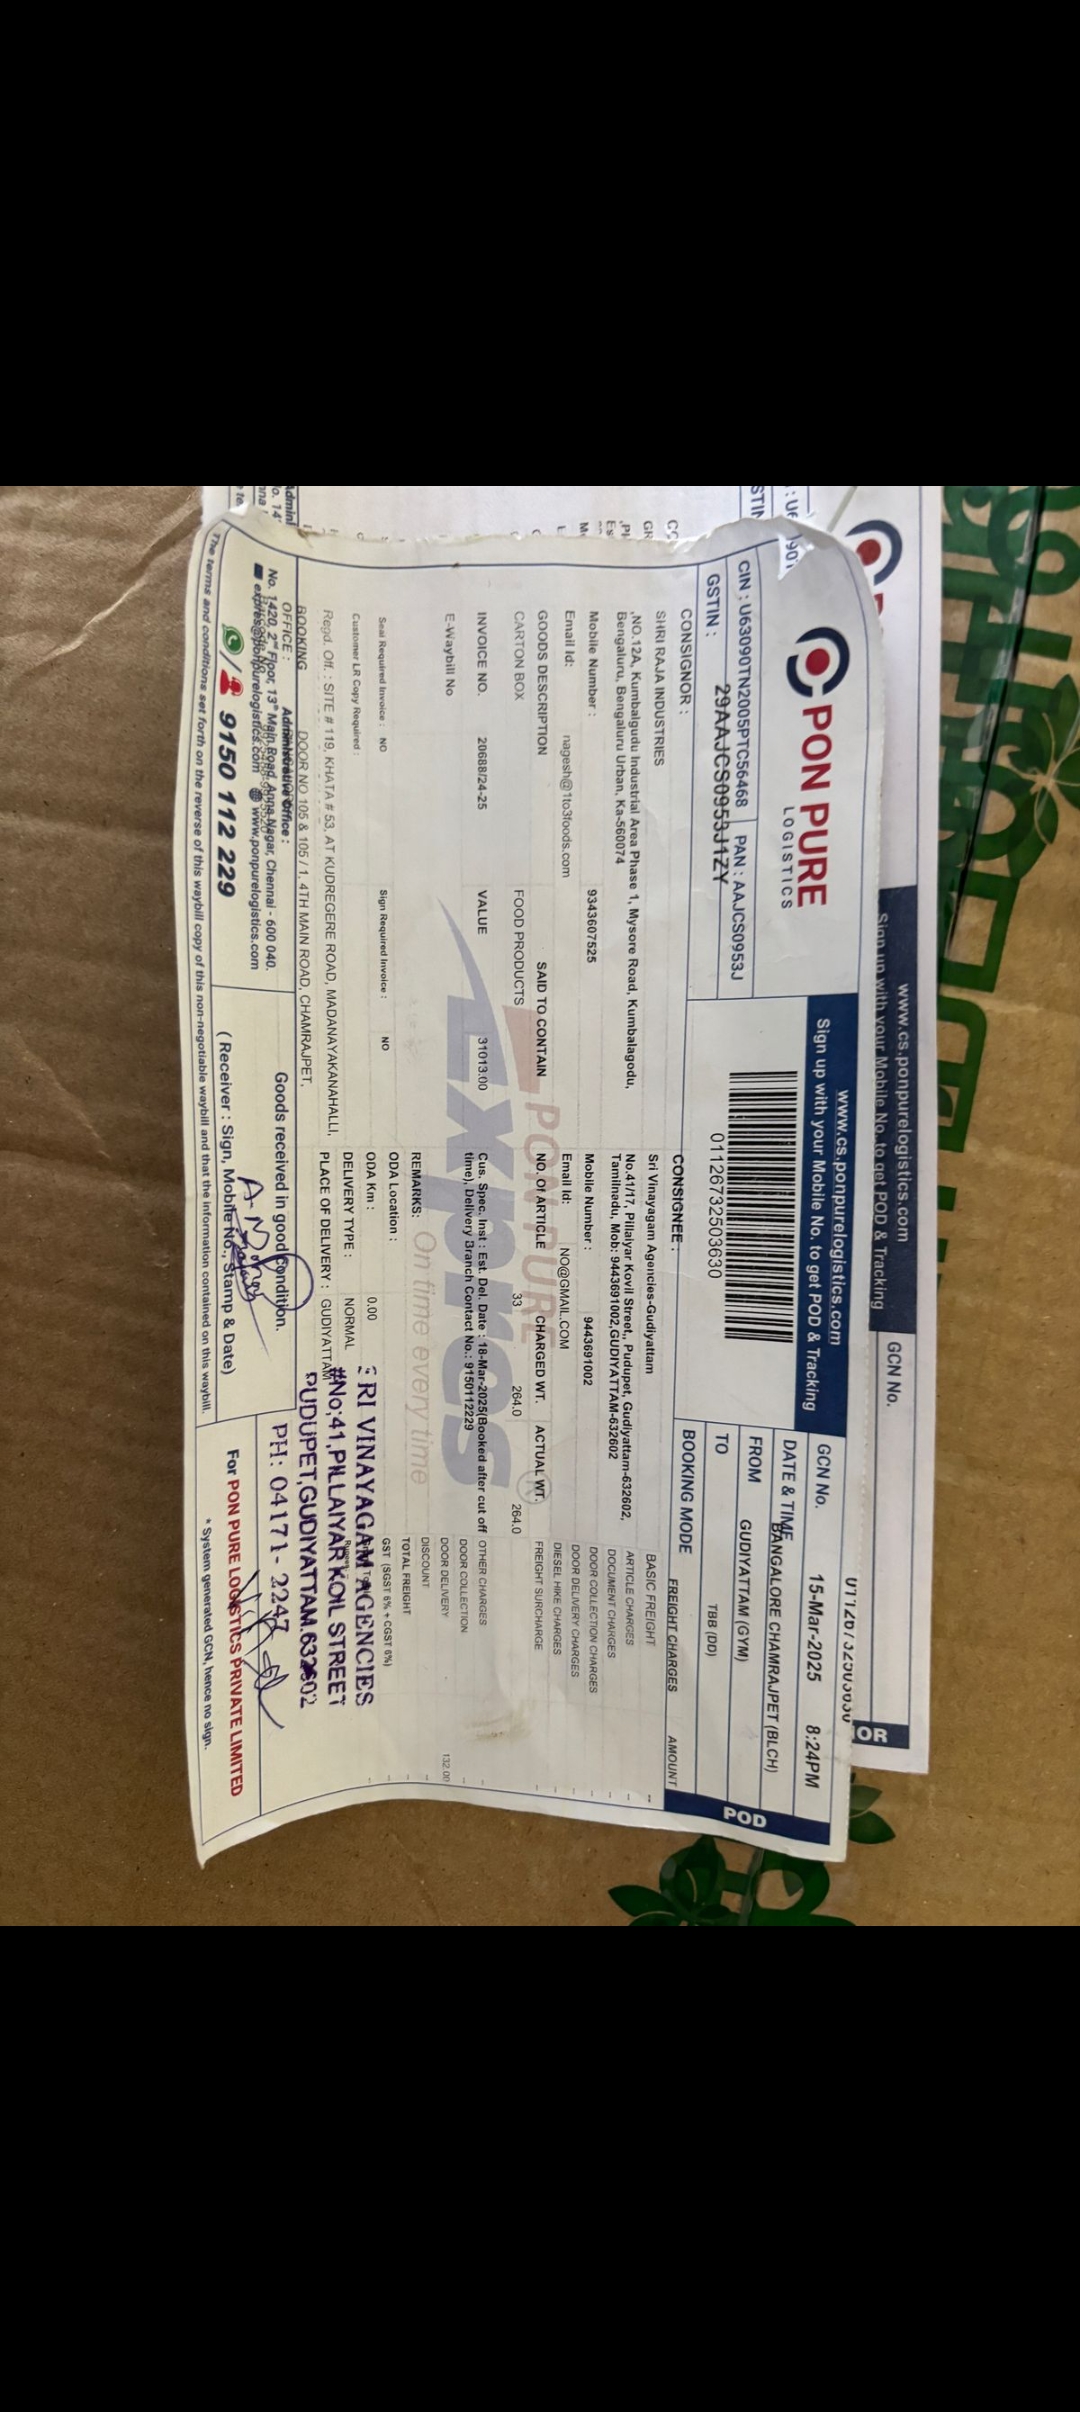 www.cs.ponpurelogistics.com
Sign up with your Mobile No. to get POD & Tracking
GCN No.
OR
PON PURE
LOGISTICS
www.cs.ponpurelogistics.com
Sign up with your Mobile No. to get POD & Tracking
GCN No. 01126732503630
DATE & TIME 15-Mar-2025 8:24PM
FROM BANGALORE CHAMRAJPET (BLCH)
TO GUDIYATTAM (GYM)
BOOKING MODE TBB (DD)
POD
CIN : U63090TN2005PTC56468 PAN : AAJCS0953J
GSTIN : 29AAJCS0953J1ZY
01126732503630
CONSIGNOR :
SHRI RAJA INDUSTRIES
,NO.12A, Kumbalgudu Industrial Area Phase 1, Mysore Road, Kumbalagodu,
Bengaluru, Bengaluru Urban, Ka-560074
Mobile Number : 9343607525
Email Id: nagesh@1to3foods.com
CONSIGNEE :
Sri Vinayagam Agencies-Gudiyattam
No.41/17, Pillaiyar Kovil Street,, Pudupet, Gudiyattam-632602,
Tamilnadu, Mob: 9443691002,GUDIYATTAM-632602
Mobile Number : 9443691002
Email Id: NO@GMAIL.COM
GOODS DESCRIPTION SAID TO CONTAIN NO. Of ARTICLE CHARGED WT. ACTUAL WT.
CARTON BOX FOOD PRODUCTS 33 264.0 264.0
INVOICE NO. 20688/24-25 VALUE 31013.00
Cus. Spec. Inst : Est. Del. Date : 18-Mar-2025(Booked after cut off
time), Delivery Branch Contact No.: 9150112229
E-Waybill No
REMARKS:
PON PURE
Express
On time every time
Seal Required Invoice : NO Sign Required Invoice : NO
Customer LR Copy Required :
ODA Location :
ODA Km : 0.00
DELIVERY TYPE : NORMAL
PLACE OF DELIVERY : GUDIYATTAM
Regd. Off. : SITE # 119, KHATA # 53, AT KUDREGERE ROAD, MADANAYAKANAHALLI,
BOOKING OFFICE : DOOR NO 105 & 105 / 1, 4TH MAIN ROAD, CHAMRAJPET,
FREIGHT CHARGES AMOUNT
BASIC FREIGHT --
ARTICLE CHARGES --
DOCUMENT CHARGES --
DOOR COLLECTION CHARGES
DOOR DELIVERY CHARGES
DIESEL HIKE CHARGES
FREIGHT SURCHARGE
OTHER CHARGES
DOOR COLLECTION
DOOR DELIVERY 132.00
DISCOUNT
TOTAL FREIGHT
GST (SGST 6% + CGST 6%)
RI VINAYAGAM AGENCIES
#No;41,PILLAIYAR KOIL STREET
PUDUPET,GUDIYATTAM.632602
PH: 04171- 2247
Administrative Office :
No. 1420, 2nd Floor, 13th Main Road, Anna Nagar, Chennai - 600 040.
www.ponpurelogistics.com
9150 112 229
Goods received in good condition.
( Receiver : Sign, Mobile No., Stamp & Date)
For PON PURE LOGISTICS PRIVATE LIMITED
* System generated GCN, hence no sign.
The terms and conditions set forth on the reverse of this waybill copy of this non-negotiable waybill and that the information contained on this waybill.